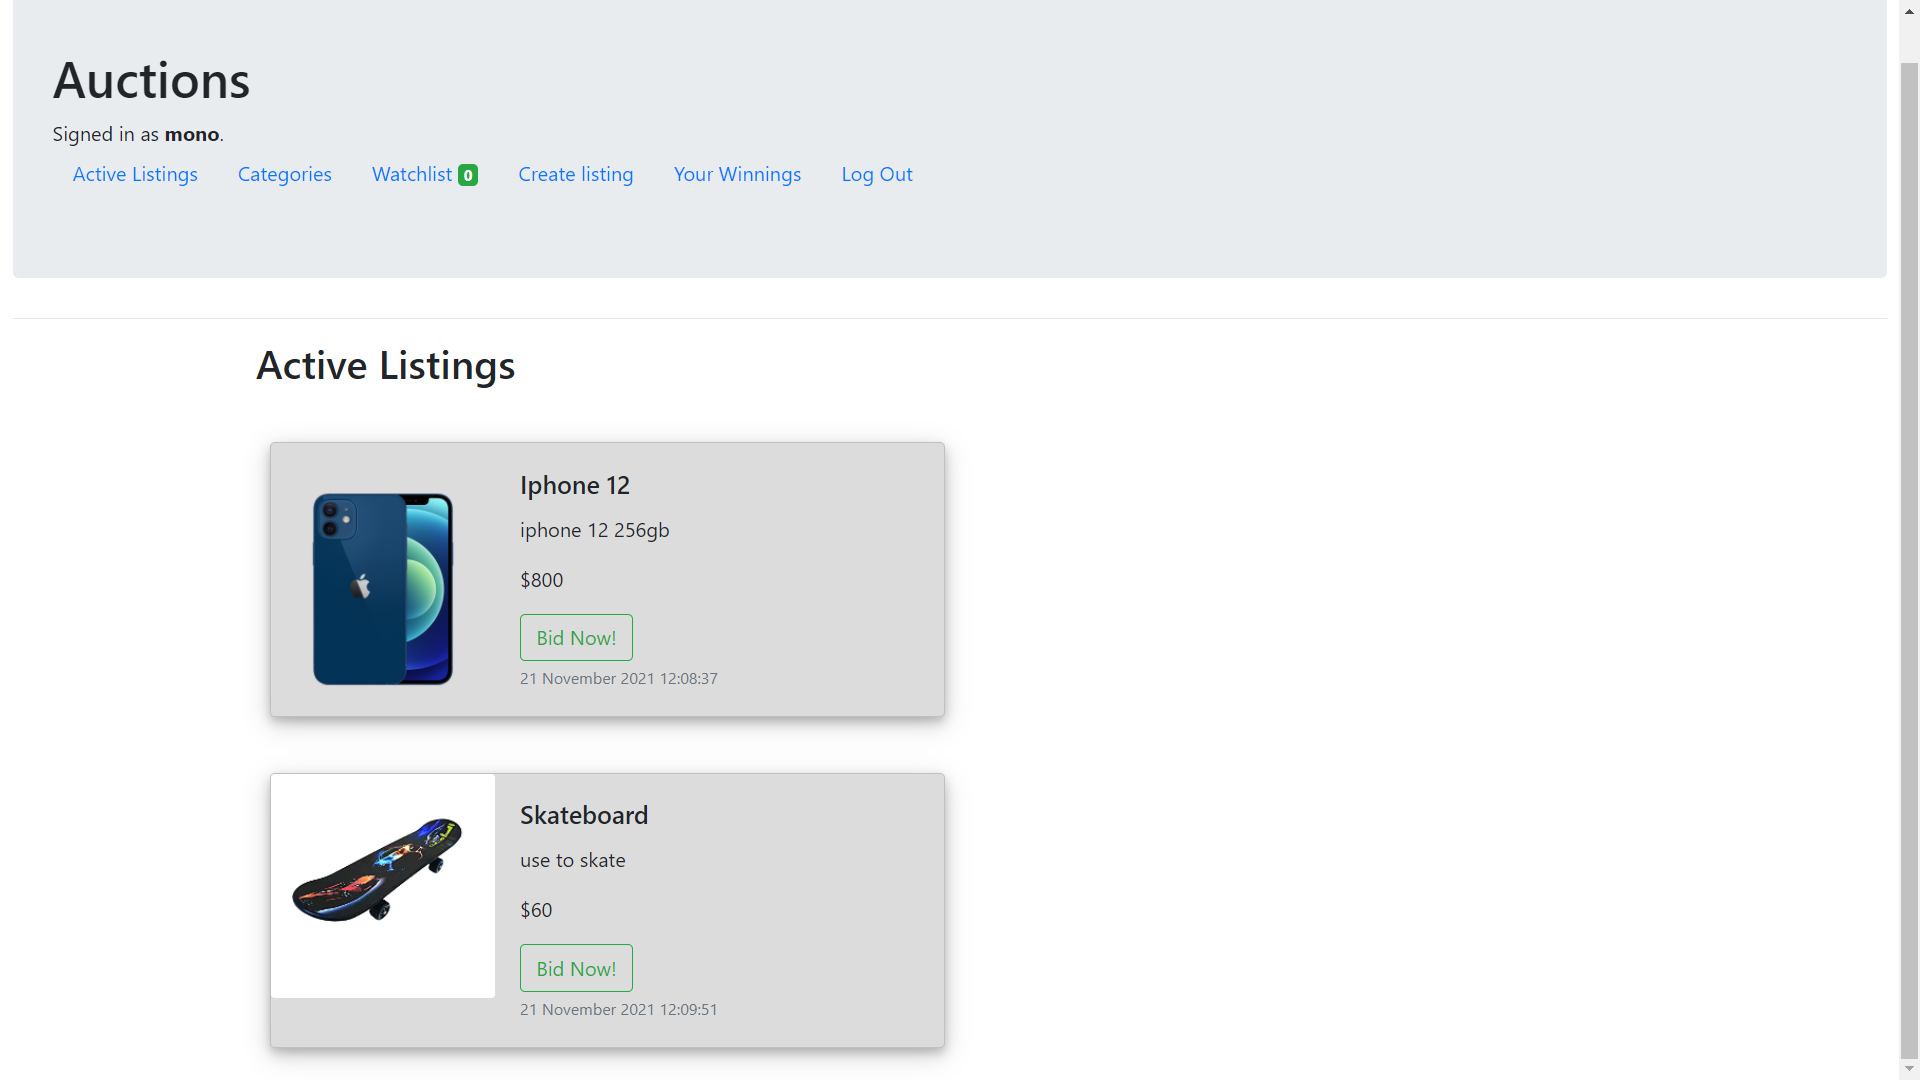 Auctions
Signed in as mono.
Active Listings Categories Watchlist 0 Create listing Your Winnings Log Out
Active Listings
Iphone 12
iphone 12 256gb
$800
Bid Now!
21 November 2021 12:08:37
Skateboard
use to skate
$60
Bid Now!
21 November 2021 12:09:51